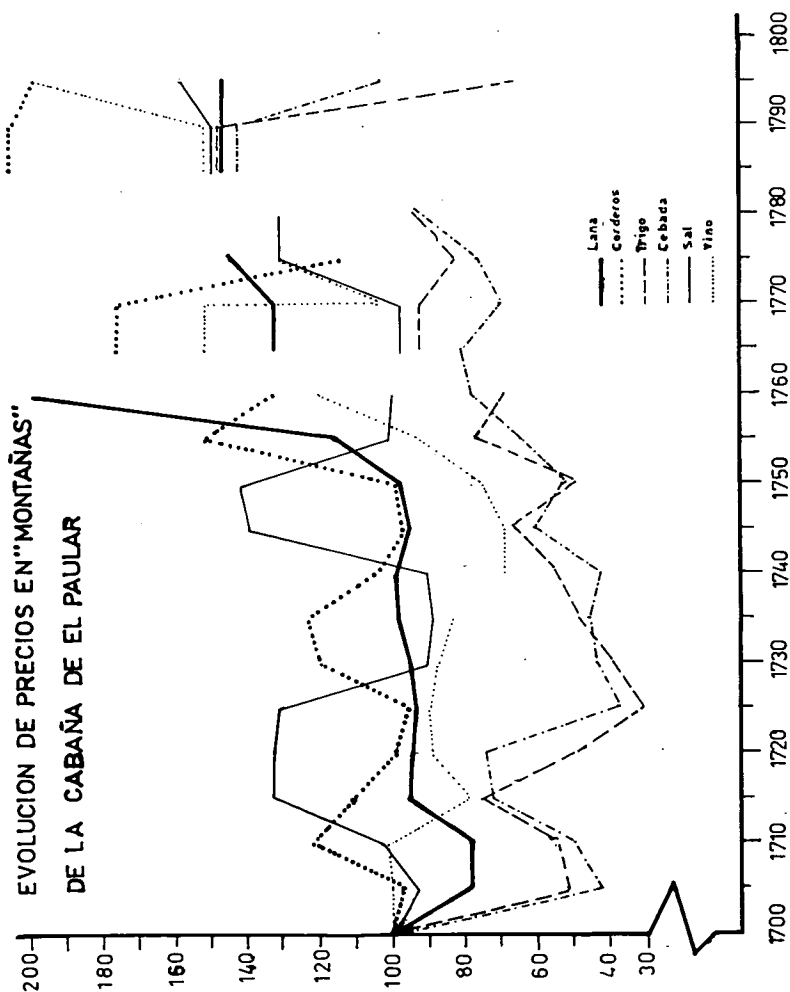 EVOLUCION DE PRECIOS EN "MONTAÑAS"
DE LA CABAÑA DE EL PAULAR
200
180
160
140
120
100
80
60
40
30
Lana
Corderos
Trigo
Cebada
Sal
Vino
1700
1710
1720
1730
1740
1750
1760
1770
1780
1790
1800